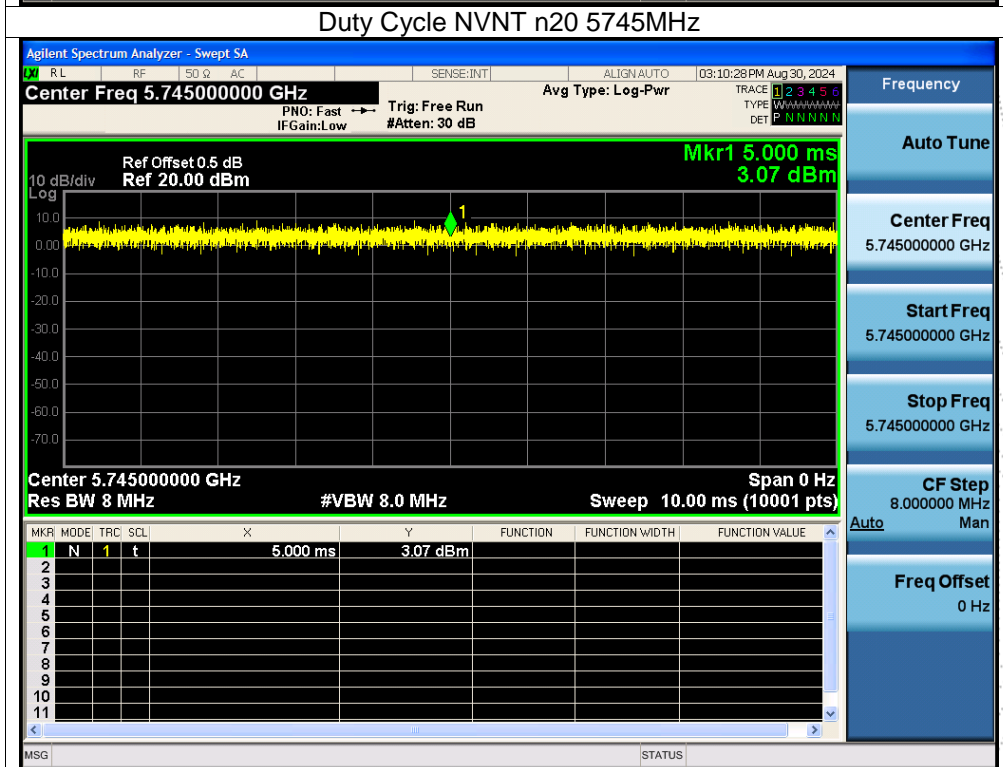 Duty Cycle NVNT n20 5745MHz
Agilent Spectrum Analyzer - Swept SA
LXI RL RF 50 Ω AC SENSE:INT ALIGN AUTO 03:10:28 PM Aug 30, 2024
Center Freq 5.745000000 GHz Avg Type: Log-Pwr TRACE 1 2 3 4 5 6
PNO: Fast Trig: Free Run TYPE WWWWWW
IFGain:Low #Atten: 30 dB DET P N N N N N
Ref Offset 0.5 dB Mkr1 5.000 ms
10 dB/div Ref 20.00 dBm 3.07 dBm
Log
1
10.0
0.00
-10.0
-20.0
-30.0
-40.0
-50.0
-60.0
-70.0
Center 5.745000000 GHz Span 0 Hz
Res BW 8 MHz #VBW 8.0 MHz Sweep 10.00 ms (10001 pts)
MKR MODE TRC SCL X Y FUNCTION FUNCTION WIDTH FUNCTION VALUE
1 N 1 t 5.000 ms 3.07 dBm
2
3
4
5
6
7
8
9
10
11
MSG STATUS
Frequency
Auto Tune
Center Freq
5.745000000 GHz
Start Freq
5.745000000 GHz
Stop Freq
5.745000000 GHz
CF Step
8.000000 MHz
Auto Man
Freq Offset
0 Hz